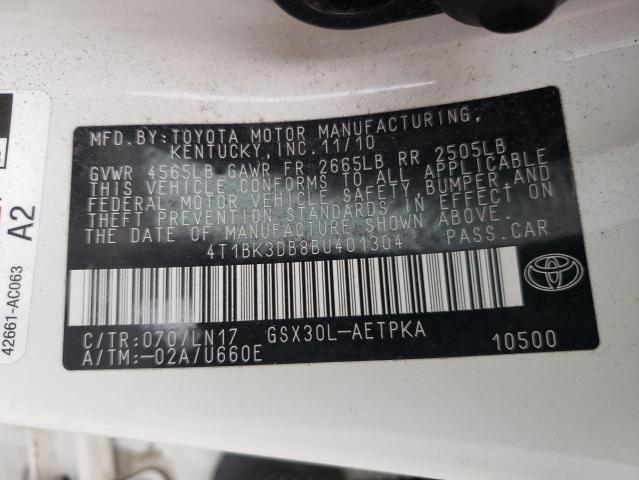 MFD.BY:TOYOTA MOTOR MANUFACTURING,
KENTUCKY,INC.11/10
GVWR 4565LB GAWR FR 2665LB RR 2505LB
THIS VEHICLE CONFORMS TO ALL APPLICABLE
FEDERAL MOTOR VEHICLE SAFETY,BUMPER,AND
THEFT PREVENTION STANDARDS IN EFFECT ON
THE DATE OF MANUFACTURE SHOWN ABOVE.
4T1BK3DB8BU401304 PASS.CAR
C/TR:070/LN17 GSX30L-AETPKA
A/TM:-02A/U660E 10500
TOYOTA
42661-AC063
A2